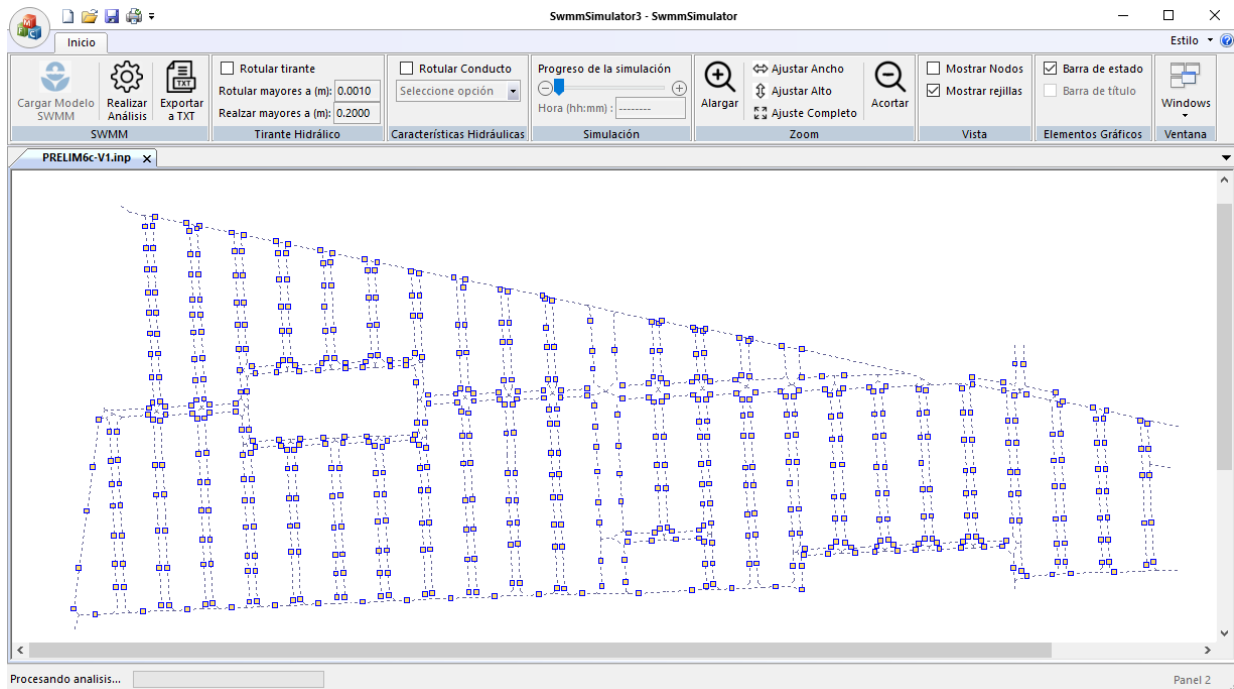 SwmmSimulator3 - SwmmSimulator
Inicio
Estilo
Cargar Modelo
SWMM
Realizar
Análisis
Exportar
a TXT
SWMM
Rotular tirante
Rotular mayores a (m): 0.0010
Realzar mayores a (m): 0.2000
Tirante Hidráulico
Rotular Conducto
Seleccione opción
Características Hidráulicas
Progreso de la simulación
Hora (hh:mm) : --------
Simulación
Alargar
Ajustar Ancho
Ajustar Alto
Ajuste Completo
Acortar
Zoom
Mostrar Nodos
Mostrar rejillas
Vista
Barra de estado
Barra de título
Elementos Gráficos
Windows
Ventana
PRELIM6c-V1.inp
Procesando analisis...
Panel 2